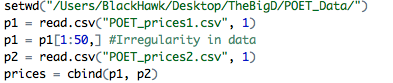 setwd("/Users/BlackHawk/Desktop/TheBigD/POET_Data/")
p1 = read.csv("POET_prices1.csv", 1)
p1 = p1[1:50,] #Irregularity in data
p2 = read.csv("POET_prices2.csv", 1)
prices = cbind(p1, p2)